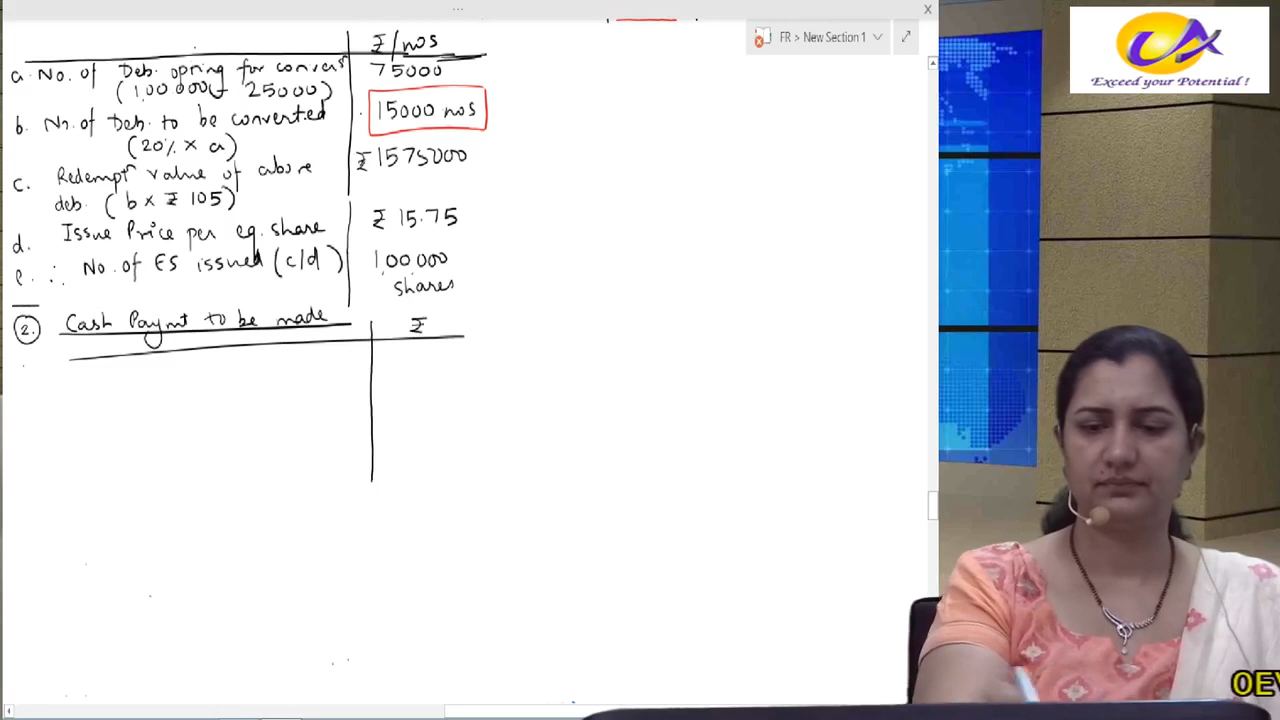 ...
FR > New Section 1
Exceed your Potential !
₹ / nos
a. No. of Deb. opting for convers 75000
(1,00,000 - 25000)
b. No. of Deb. to be converted 15000 nos
(20% x a)
c. Redempt value of above ₹ 1575000
deb. ( b x ₹ 105)
d. Issue Price per eq. share ₹ 15.75
e. ∴ No. of ES issued (c/d) 1,00,000
shares
2. Cash Paymt to be made ₹
OEV